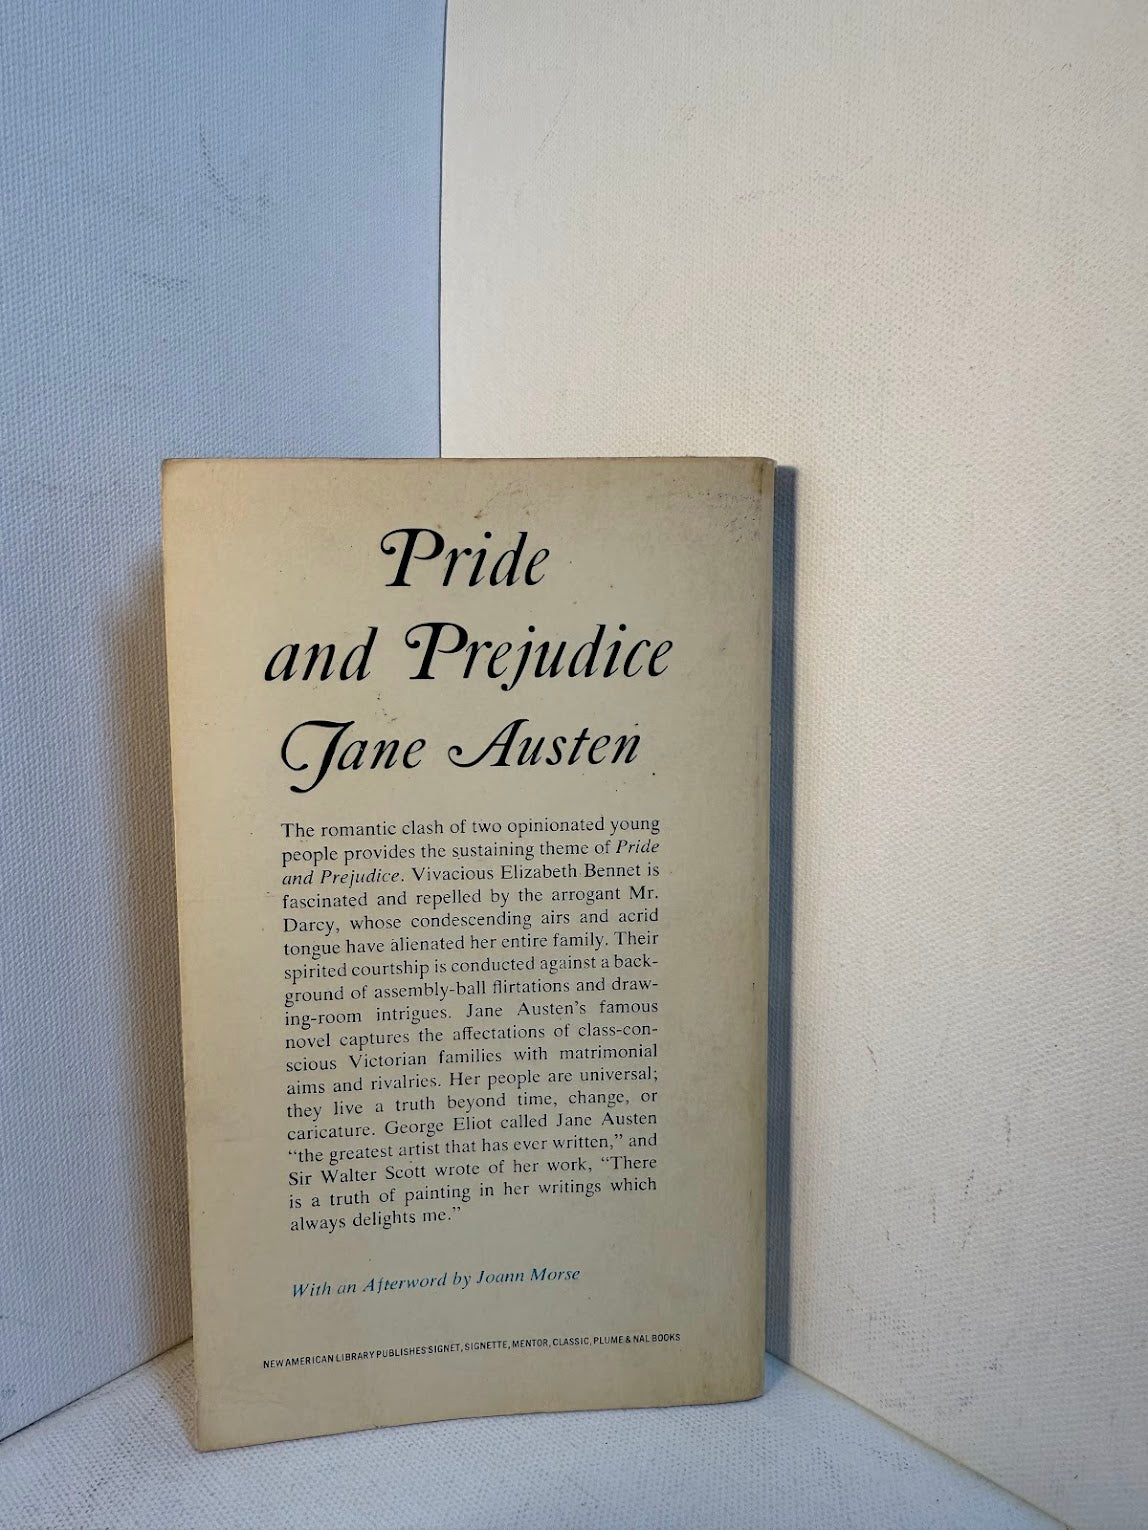 Pride
and Prejudice
Jane Austen
The romantic clash of two opinionated young
people provides the sustaining theme of Pride
and Prejudice. Vivacious Elizabeth Bennet is
fascinated and repelled by the arrogant Mr.
Darcy, whose condescending airs and acrid
tongue have alienated her entire family. Their
spirited courtship is conducted against a back-
ground of assembly-ball flirtations and draw-
ing-room intrigues. Jane Austen's famous
novel captures the affectations of class-con-
scious Victorian families with matrimonial
aims and rivalries. Her people are universal;
they live a truth beyond time, change, or
caricature. George Eliot called Jane Austen
“the greatest artist that has ever written,” and
Sir Walter Scott wrote of her work, “There
is a truth of painting in her writings which
always delights me.”
With an Afterword by Joann Morse
NEW AMERICAN LIBRARY PUBLISHES SIGNET, SIGNETTE, MENTOR, CLASSIC, PLUME & NAL BOOKS